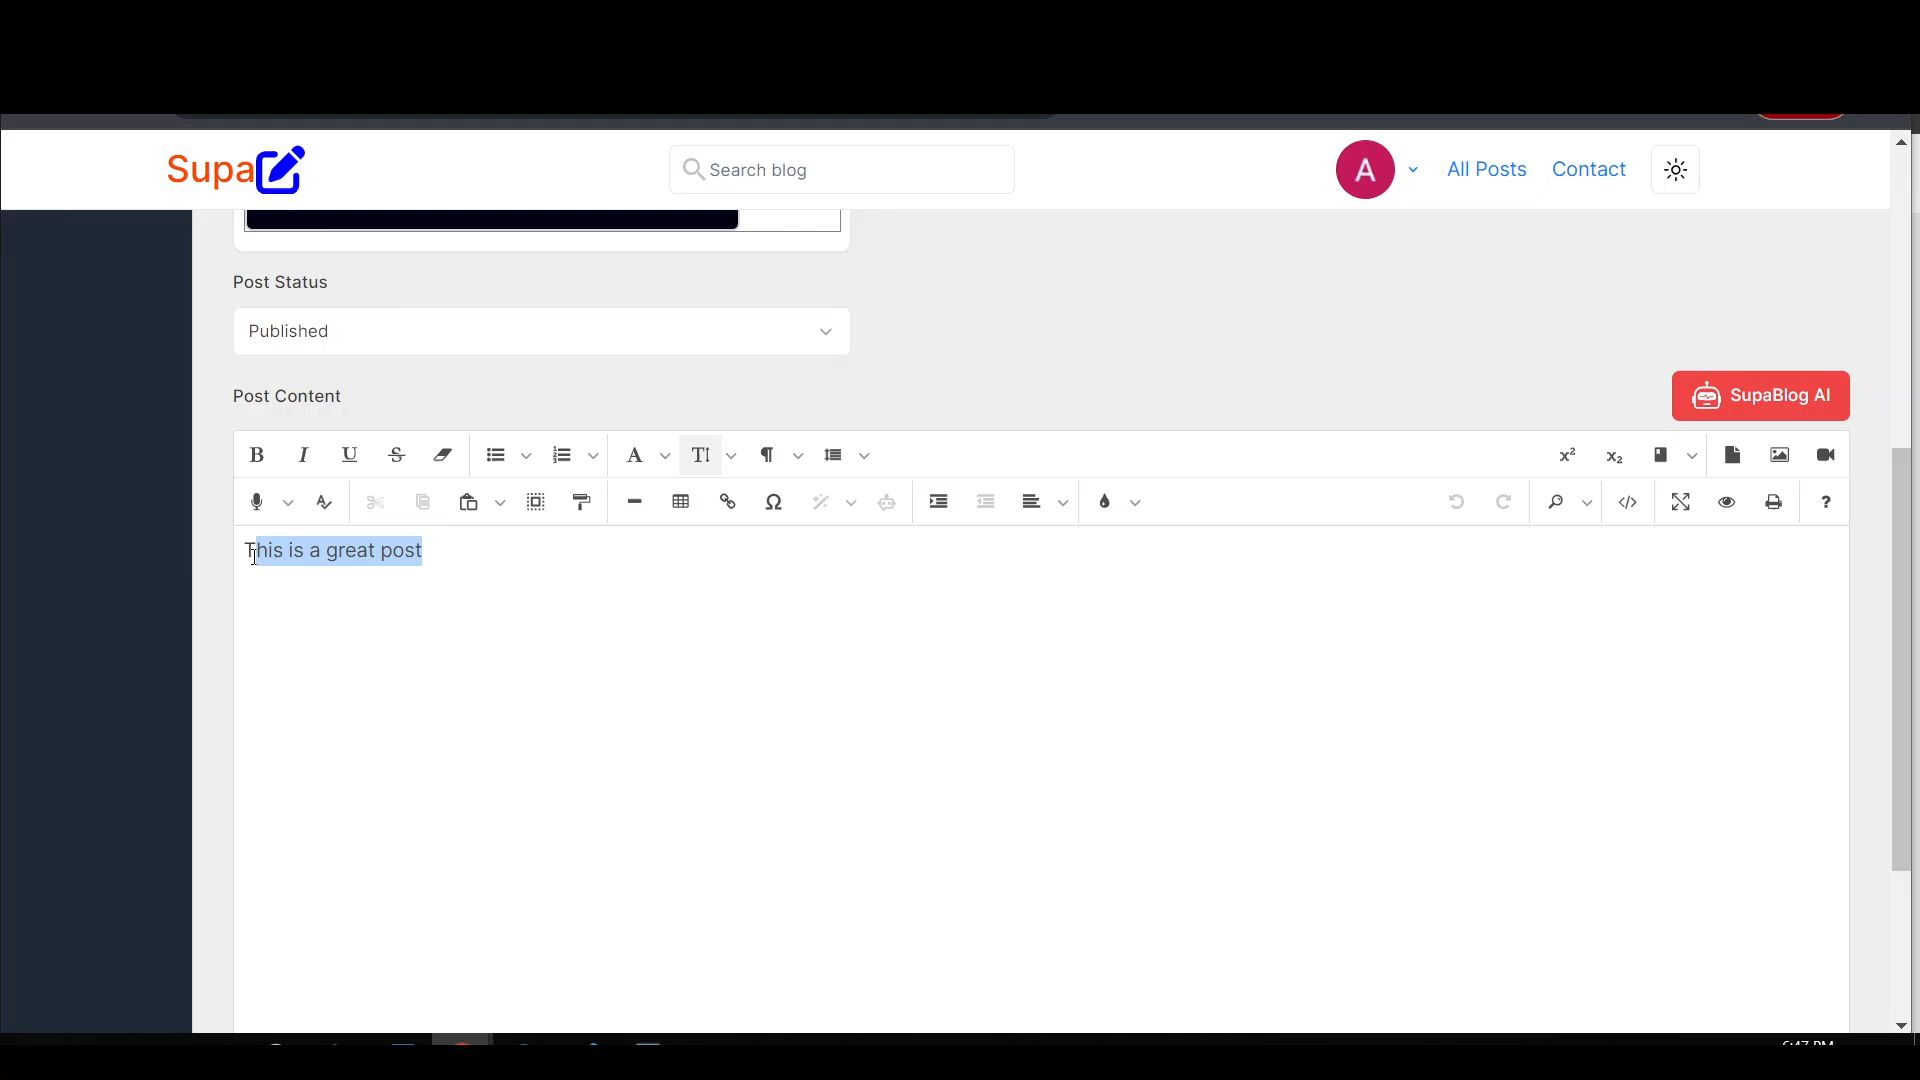 Supa
Search blog
A
All Posts
Contact
Post Status
Published
Post Content
SupaBlog AI
This is a great post